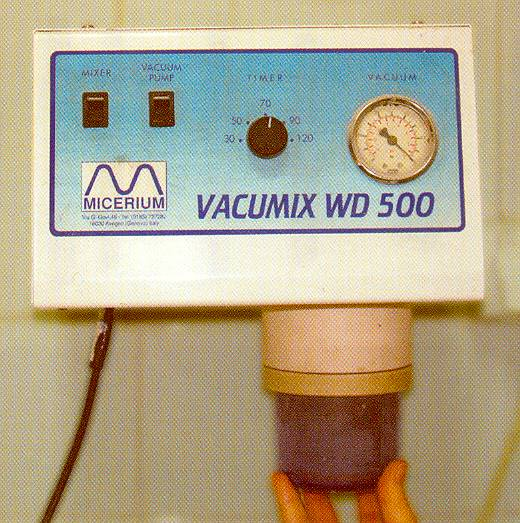 MIXER
VACUUM
PUMP
TIMER
VACUUM
70
50
90
30
120
MICERIUM
VACUMIX WD 500